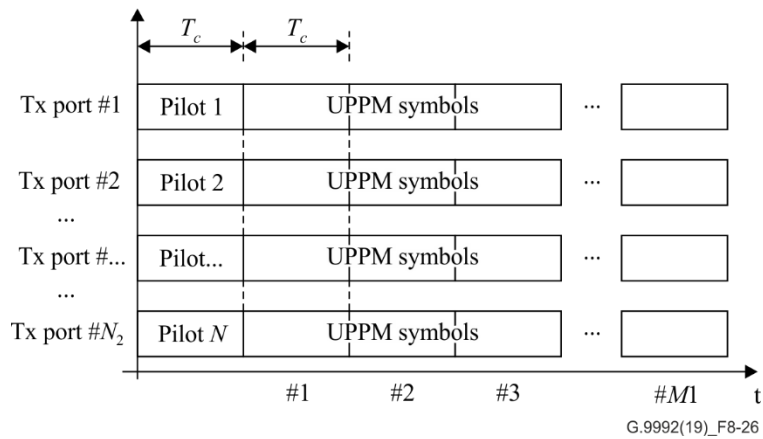 T_c T_c
Tx port #1 Pilot 1 UPPM symbols ...
Tx port #2 Pilot 2 UPPM symbols ...
...
Tx port #... Pilot... UPPM symbols ...
...
Tx port #N₂ Pilot N UPPM symbols ...
#1 #2 #3 #M1 t
G.9992(19)_F8-26